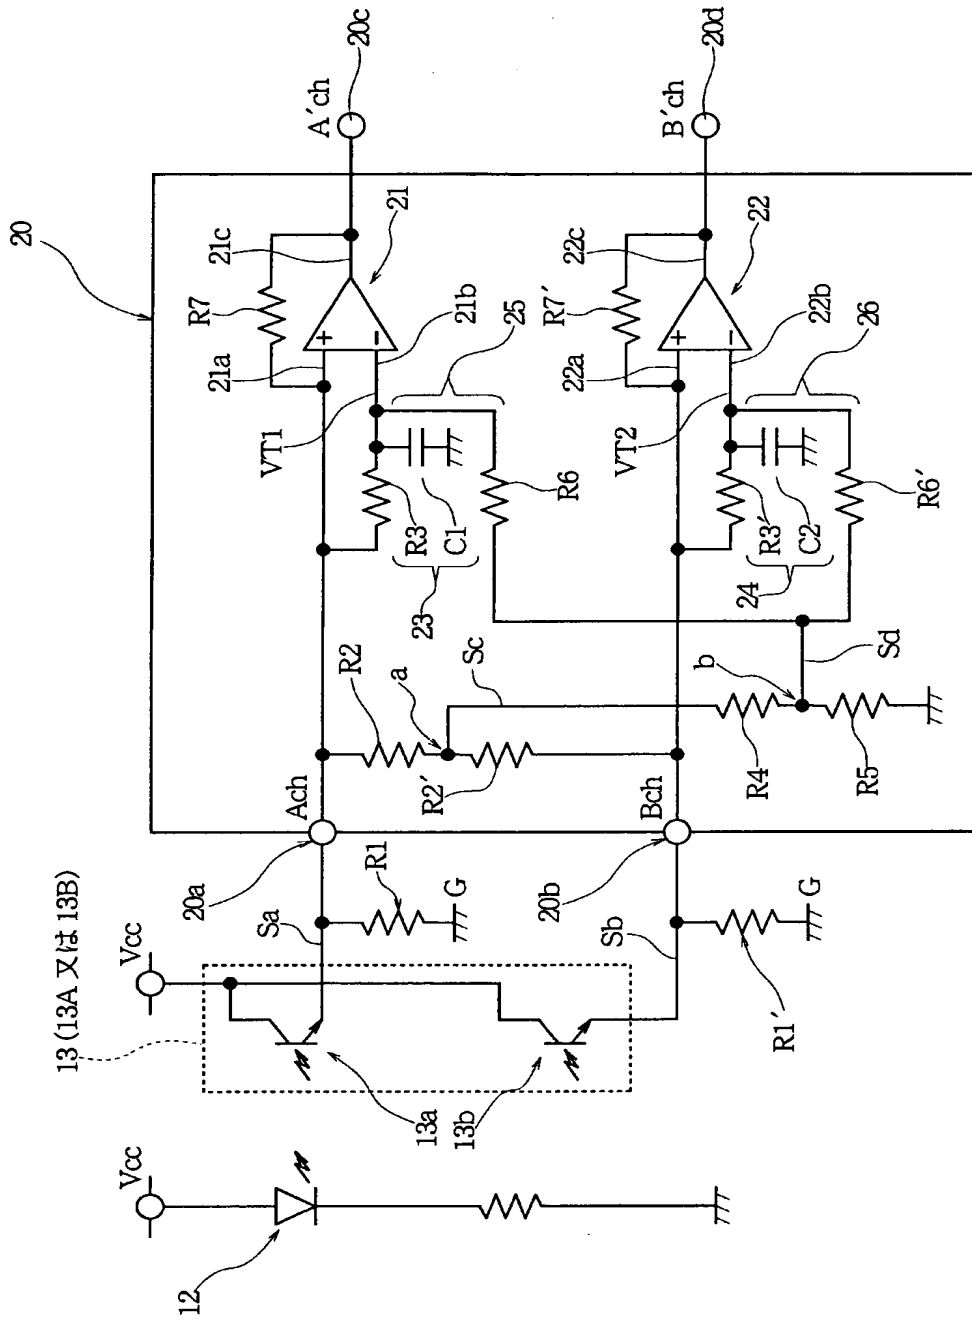 20
A´ch
20c
B´ch
20d
R7
21c
21
21a
21b
25
VT1
R3
C1
23
R6
R7´
22c
22
22a
22b
26
VT2
R3´
C2
24
R6´
R2
a
Sc
R2´
b
Sd
R4
R5
Ach
Bch
20a
20b
R1
G
Sa
Sb
G
R1´
13 (13A 又は 13B)
Vcc
13a
13b
Vcc
12
+
−
+
−